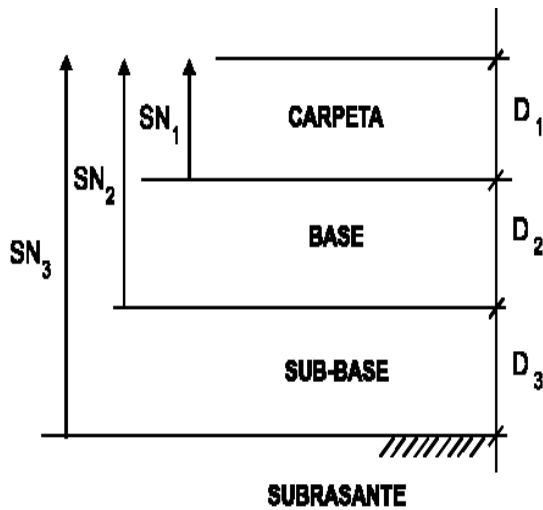 CARPETA
D1
SN1
SN2
BASE
D2
SN3
SUB-BASE
D3
SUBRASANTE